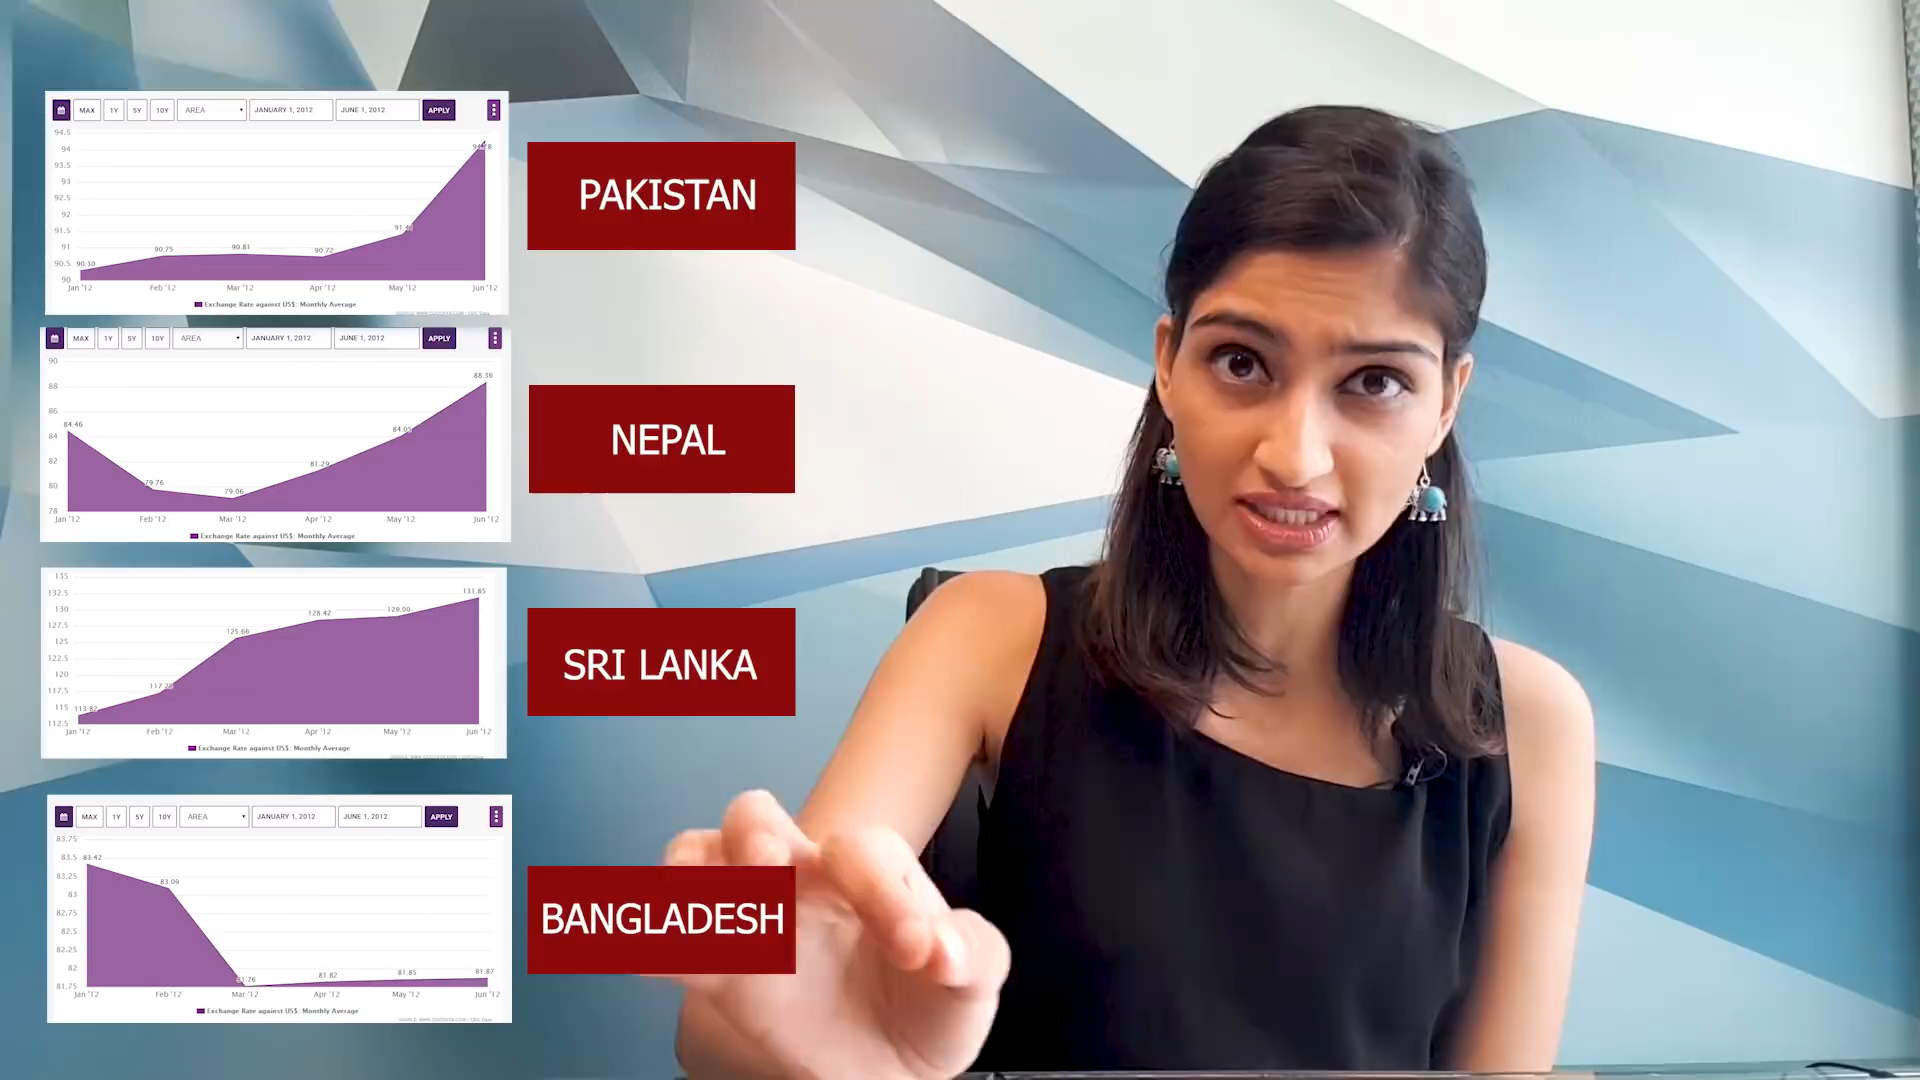 MAX 1Y 5Y 10Y AREA JANUARY 1, 2012 JUNE 1, 2012 APPLY
94.5
94
93.5
93
92.5
92
91.5
91
90.5
90
90.30 90.75 90.81 90.72
Jan '12 Feb '12 Mar '12 Apr '12 May '12 Jun '12
Exchange Rate against US$: Monthly Average
PAKISTAN
MAX 1Y 5Y 10Y AREA JANUARY 1, 2012 JUNE 1, 2012 APPLY
90
88
86
84
82
80
78
84.46 79.76 79.06 81.29 84.05 88.36
Jan '12 Feb '12 Mar '12 Apr '12 May '12 Jun '12
Exchange Rate against US$: Monthly Average
NEPAL
135
132.5
130
127.5
125
122.5
120
117.5
115
112.5
113.82 125.66 128.42 129.00 131.85
Jan '12 Feb '12 Mar '12 Apr '12 May '12 Jun '12
Exchange Rate against US$: Monthly Average
SRI LANKA
MAX 1Y 5Y 10Y AREA JANUARY 1, 2012 JUNE 1, 2012 APPLY
83.75
83.5
83.25
83
82.75
82.5
82.25
82
81.75
83.42 83.09 81.82 81.85 81.87
Jan '12 Feb '12 Mar '12 Apr '12 May '12 Jun '12
Exchange Rate against US$: Monthly Average
BANGLADESH